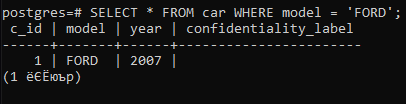 postgres=# SELECT * FROM car WHERE model = 'FORD';
 c_id | model | year | confidentiality_label
------+-------+------+-----------------------
    1 | FORD  | 2007 |
(1 ёЄЁюър)